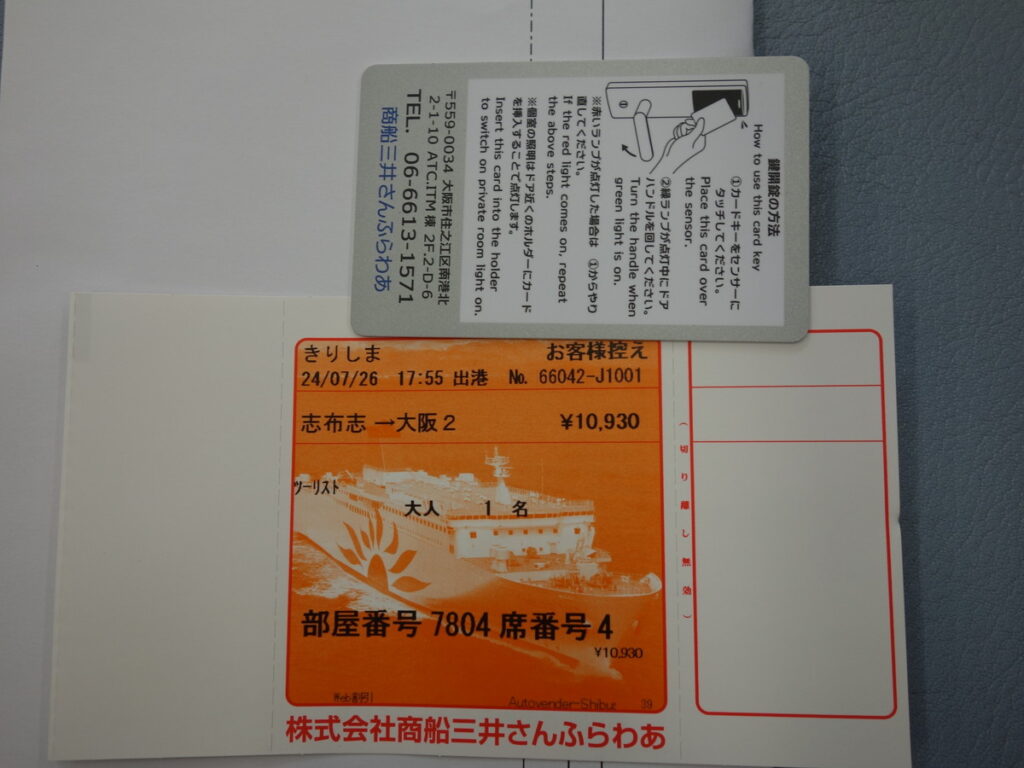 鍵開錠の方法
How to use this card key
①カードキーをセンサーに
タッチしてください。
Place this card over
the sensor.
②緑ランプが点灯中にドア
ハンドルを回してください。
Turn the handle when
green light is on.
※赤いランプが点灯した場合は ①からやり
直してください。
If the red light comes on, repeat
the above steps.
※個室の照明はドア近くのホルダーにカード
を挿入することで点灯します。
Insert this card into the holder
to switch on private room light on.
〒559-0034 大阪市住之江区南港北
2-1-10 ATC.ITM 棟 2F.2-D-6
TEL. 06-6613-1571
商船三井さんふらわあ
きりしま お客様控え
24/07/26 17:55 出港 No. 66042-J1001
志布志 →大阪2 ¥10,930
ツーリスト
大人 1 名
部屋番号 7804 席番号 4
¥10,930
Web割引
Autovender-Shibus 39
株式会社商船三井さんふらわあ
(切り離し無効)